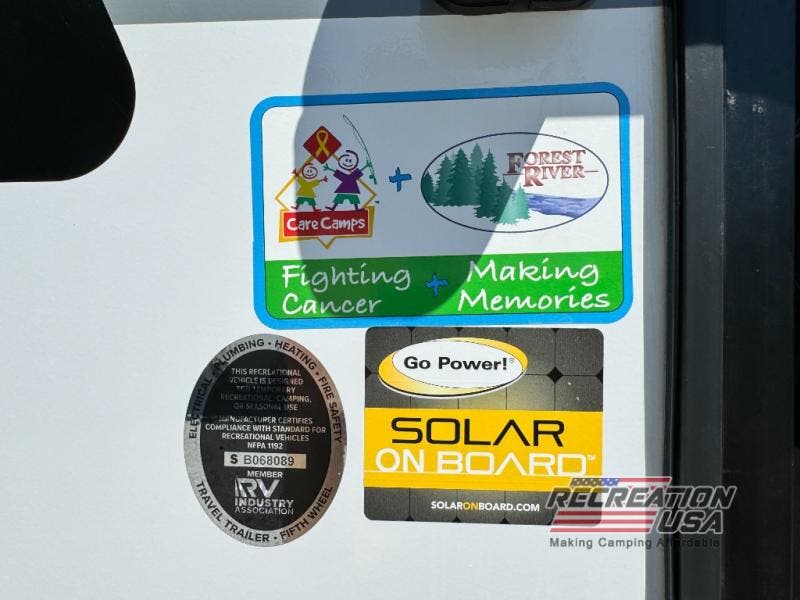 Care Camps
+
FOREST
RIVER
Fighting + Making
Cancer Memories
ELECTRICAL • PLUMBING • HEATING • FIRE SAFETY
THIS RECREATIONAL
VEHICLE IS DESIGNED
FOR TEMPORARY
RECREATIONAL, CAMPING,
OR SEASONAL USE
MANUFACTURER CERTIFIES
COMPLIANCE WITH STANDARD FOR
RECREATIONAL VEHICLES
NFPA 1192
S B068089
MEMBER
RV
INDUSTRY
ASSOCIATION
TRAVEL TRAILER • FIFTH WHEEL
Go Power!®
SOLAR
ON BOARD™
SOLARONBOARD.COM
RECREATION
USA
Making Camping Affordable